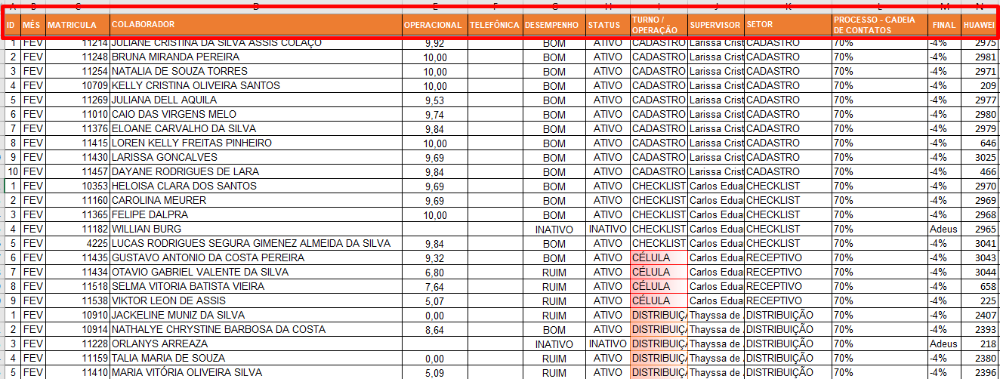 A B C D E F G H I J K L M N
ID MÊS MATRICULA COLABORADOR OPERACIONAL TELEFÔNICA DESEMPENHO STATUS TURNO / OPERAÇÃO SUPERVISOR SETOR PROCESSO - CADEIA DE CONTATOS FINAL HUAWEI
1 FEV 11214 JULIANE CRISTINA DA SILVA ASSIS COLAÇO 9,92 BOM ATIVO CADASTRO Larissa Crist CADASTRO 70% -4% 2975
2 FEV 11248 BRUNA MIRANDA PEREIRA 10,00 BOM ATIVO CADASTRO Larissa Crist CADASTRO 70% -4% 2981
3 FEV 11254 NATALIA DE SOUZA TORRES 10,00 BOM ATIVO CADASTRO Larissa Crist CADASTRO 70% -4% 2971
4 FEV 10709 KELLY CRISTINA OLIVEIRA SANTOS 10,00 BOM ATIVO CADASTRO Larissa Crist CADASTRO 70% -4% 209
5 FEV 11269 JULIANA DELL AQUILA 9,53 BOM ATIVO CADASTRO Larissa Crist CADASTRO 70% -4% 2977
6 FEV 11010 CAIO DAS VIRGENS MELO 9,74 BOM ATIVO CADASTRO Larissa Crist CADASTRO 70% -4% 2980
7 FEV 11376 ELOANE CARVALHO DA SILVA 9,84 BOM ATIVO CADASTRO Larissa Crist CADASTRO 70% -4% 2979
8 FEV 11415 LOREN KELLY FREITAS PINHEIRO 10,00 BOM ATIVO CADASTRO Larissa Crist CADASTRO 70% -4% 646
9 FEV 11430 LARISSA GONCALVES 9,69 BOM ATIVO CADASTRO Larissa Crist CADASTRO 70% -4% 3025
10 FEV 11457 DAYANE RODRIGUES DE LARA 9,84 BOM ATIVO CADASTRO Larissa Crist CADASTRO 70% -4% 466
1 FEV 10353 HELOISA CLARA DOS SANTOS 9,69 BOM ATIVO CHECKLIST Carlos Edua CHECKLIST 70% -4% 2970
2 FEV 11160 CAROLINA MEURER 9,69 BOM ATIVO CHECKLIST Carlos Edua CHECKLIST 70% -4% 2969
3 FEV 11365 FELIPE DALPRA 10,00 BOM ATIVO CHECKLIST Carlos Edua CHECKLIST 70% -4% 2968
4 FEV 11182 WILLIAN BURG INATIVO INATIVO CHECKLIST Carlos Edua CHECKLIST 70% Adeus 2965
5 FEV 4225 LUCAS RODRIGUES SEGURA GIMENEZ ALMEIDA DA SILVA 9,84 BOM ATIVO CHECKLIST Carlos Edua CHECKLIST 70% -4% 3041
6 FEV 11435 GUSTAVO ANTONIO DA COSTA PEREIRA 9,32 BOM ATIVO CÉLULA Carlos Edua RECEPTIVO 70% -4% 3043
7 FEV 11434 OTAVIO GABRIEL VALENTE DA SILVA 6,80 RUIM ATIVO CÉLULA Carlos Edua RECEPTIVO 70% -4% 3044
8 FEV 11518 SELMA VITORIA BATISTA VIEIRA 7,64 RUIM ATIVO CÉLULA Carlos Edua RECEPTIVO 70% -4% 658
9 FEV 11538 VIKTOR LEON DE ASSIS 5,07 RUIM ATIVO CÉLULA Carlos Edua RECEPTIVO 70% -4% 225
1 FEV 10910 JACKELINE MUNIZ DA SILVA 0,00 RUIM ATIVO DISTRIBUIÇA Thayssa de DISTRIBUIÇÃO 70% -4% 2407
2 FEV 10914 NATHALYE CHRYSTINE BARBOSA DA COSTA 8,64 BOM ATIVO DISTRIBUIÇA Thayssa de DISTRIBUIÇÃO 70% -4% 2393
3 FEV 11228 ORLANYS ARREAZA INATIVO INATIVO DISTRIBUIÇA Thayssa de DISTRIBUIÇÃO 70% Adeus 218
4 FEV 11159 TALIA MARIA DE SOUZA 0,00 RUIM ATIVO DISTRIBUIÇA Thayssa de DISTRIBUIÇÃO 70% -4% 2380
5 FEV 11410 MARIA VITÓRIA OLIVEIRA SILVA 5,09 RUIM ATIVO DISTRIBUIÇA Thayssa de DISTRIBUIÇÃO 70% -4% 2396